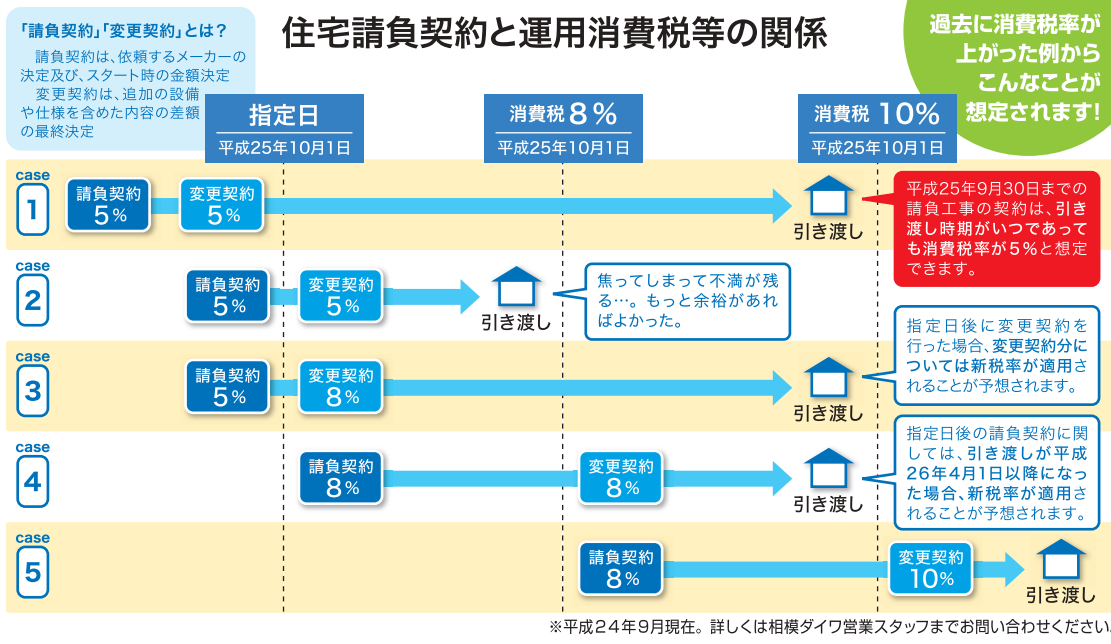 「請負契約」「変更契約」とは？
請負契約は、依頼するメーカーの
決定及び、スタート時の金額決定
変更契約は、追加の設備
や仕様を含めた内容の差額
の最終決定
住宅請負契約と運用消費税等の関係
過去に消費税率が
上がった例から
こんなことが
想定されます!
指定日
平成25年10月1日
消費税 8%
平成25年10月1日
消費税 10%
平成25年10月1日
case
1
請負契約
5%
変更契約
5%
引き渡し
平成25年9月30日までの
請負工事の契約は、引き
渡し時期がいつであって
も消費税率が5%と想定
できます。
case
2
請負契約
5%
変更契約
5%
引き渡し
焦ってしまって不満が残
る…。もっと余裕があれ
ばよかった。
case
3
請負契約
5%
変更契約
8%
引き渡し
指定日後に変更契約を
行った場合、変更契約分に
ついては新税率が適用さ
れることが予想されます。
case
4
請負契約
8%
変更契約
8%
引き渡し
指定日後の請負契約に関
しては、引き渡しが平成
26年4月1日以降になっ
た場合、新税率が適用さ
れることが予想されます。
case
5
請負契約
8%
変更契約
10%
引き渡し
※平成24年9月現在。詳しくは相模ダイワ営業スタッフまでお問い合わせください。